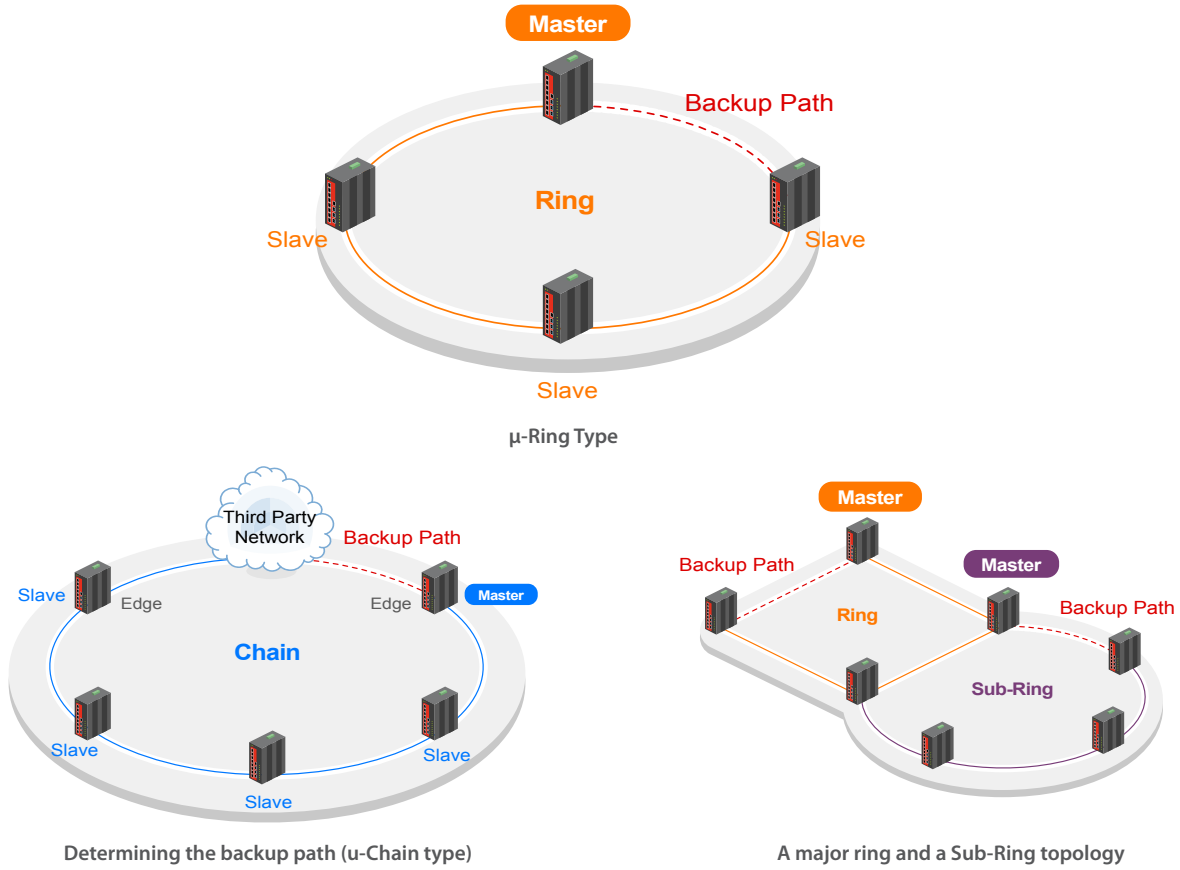 Master
Backup Path
Ring
Slave
Slave
Slave
µ-Ring Type
Third Party
Network
Backup Path
Slave
Edge
Edge
Master
Chain
Slave
Slave
Slave
Determining the backup path (u-Chain type)
Master
Master
Backup Path
Backup Path
Ring
Sub-Ring
A major ring and a Sub-Ring topology